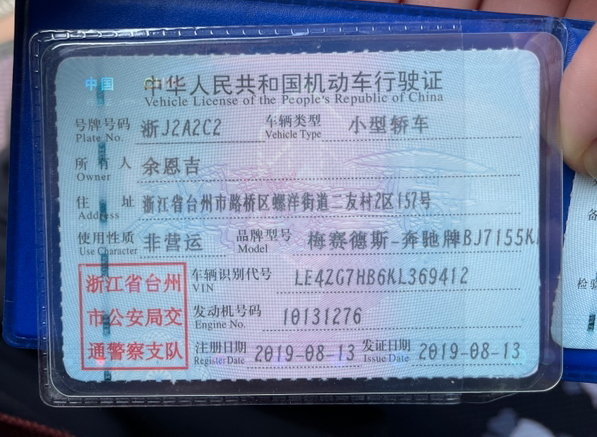 中国 中华人民共和国机动车行驶证
Vehicle License of the People's Republic of China
号牌号码 浙J2A2C2 车辆类型 小型轿车
Plate No. Vehicle Type
所有人 余恩吉
Owner
住址 浙江省台州市路桥区螺洋街道二友村2区157号
Address
使用性质 非营运 品牌型号 梅赛德斯-奔驰牌BJ7155K
Use Character Model
浙江省台州
市公安局交
通警察支队
车辆识别代号 LE4ZG7HB6KL369412
VIN
发动机号码 10131276
Engine No.
注册日期 2019-08-13 发证日期 2019-08-13
Register Date Issue Date
备
检验